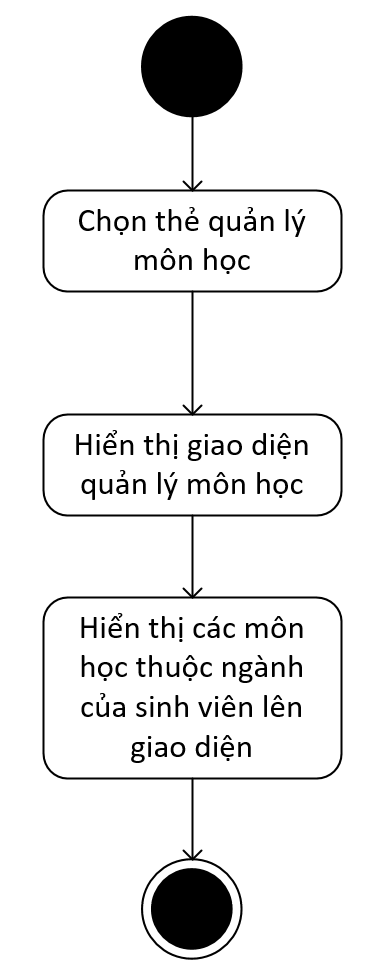 Chọn thẻ quản lý
môn học
Hiển thị giao diện
quản lý môn học
Hiển thị các môn
học thuộc ngành
của sinh viên lên
giao diện